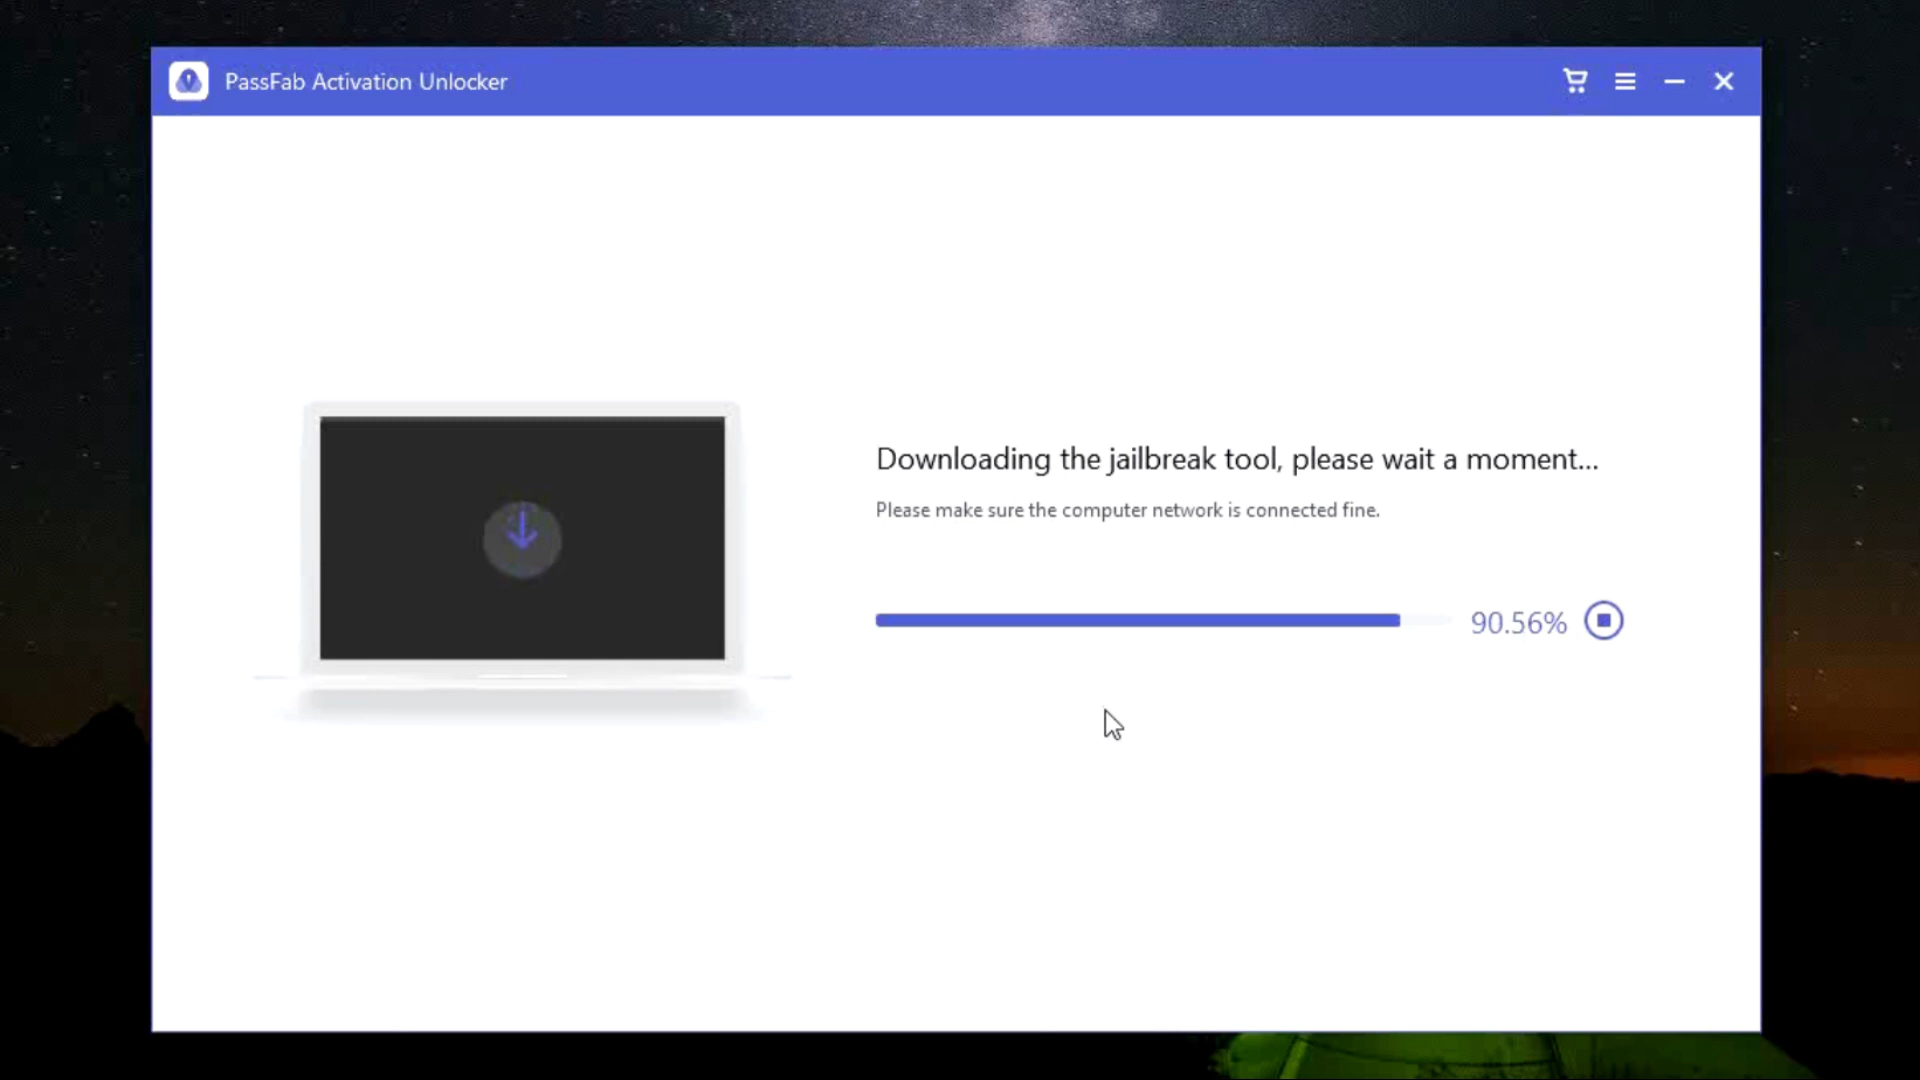 PassFab Activation Unlocker
Downloading the jailbreak tool, please wait a moment...
Please make sure the computer network is connected fine.
90.56%